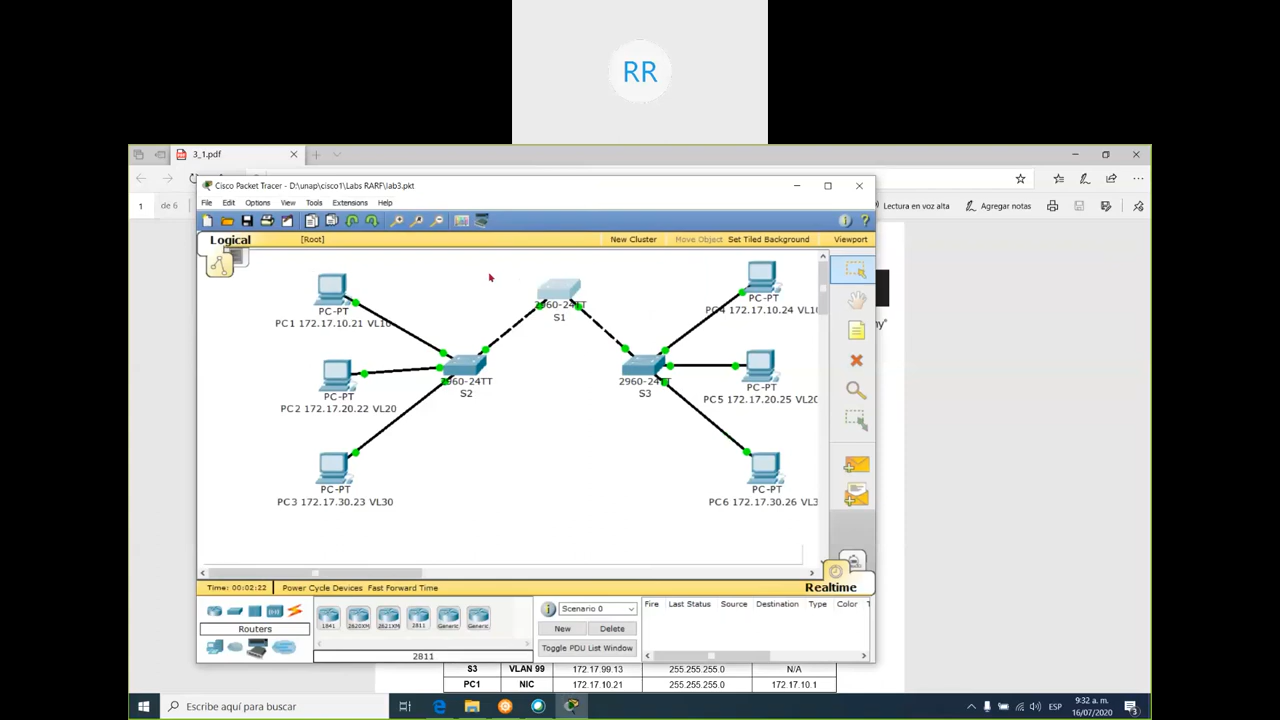 RR
3_1.pdf
Cisco Packet Tracer - D:\unap\cisco1\Labs RARF\lab3.pkt
1
de 6
Lectura en voz alta
Agregar notas
File Edit Options View Tools Extensions Help
Logical
[Root]
New Cluster
Move Object
Set Tiled Background
Viewport
PC-PT
PC1 172.17.10.21 VL10
2960-24TT
S1
PC-PT
PC4 172.17.10.24 VL10
ny"
PC-PT
PC2 172.17.20.22 VL20
2960-24TT
S2
2960-24TT
S3
PC-PT
PC5 172.17.20.25 VL20
PC-PT
PC3 172.17.30.23 VL30
PC-PT
PC6 172.17.30.26 VL3
Time: 00:02:22
Power Cycle Devices Fast Forward Time
Realtime
Routers
1841
2620XM
2621XM
2811
Generic
Generic
2811
Scenario 0
New
Delete
Toggle PDU List Window
Fire Last Status Source Destination Type Color
S3 VLAN 99 172.17.99.13 255.255.255.0 N/A
PC1 NIC 172.17.10.21 255.255.255.0 172.17.10.1
Escribe aquí para buscar
ESP
9:32 a. m.
16/07/2020
3